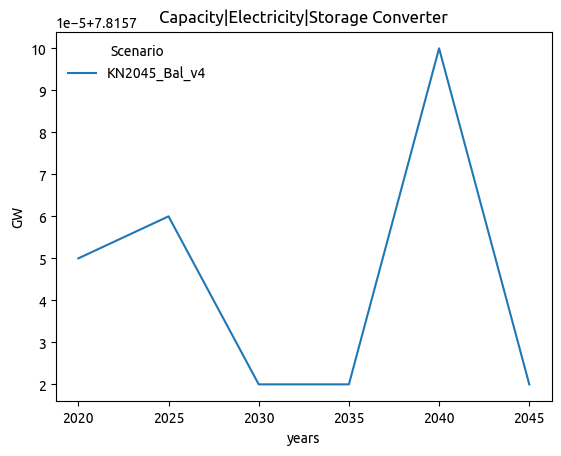 Capacity|Electricity|Storage Converter
1e−5+7.8157
Scenario
KN2045_Bal_v4
10
9
8
7
6
5
4
3
2
GW
2020 2025 2030 2035 2040 2045
years